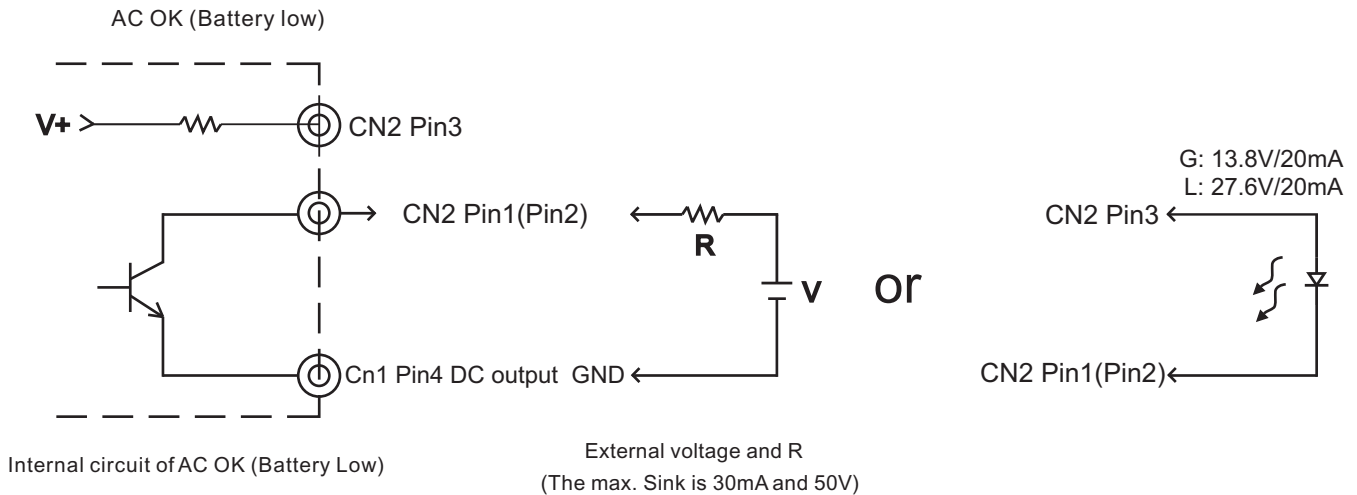 AC OK (Battery low)
V+
CN2 Pin3
G: 13.8V/20mA
L: 27.6V/20mA
CN2 Pin1(Pin2)
R
V
or
CN2 Pin3
Cn1 Pin4 DC output GND
CN2 Pin1(Pin2)
Internal circuit of AC OK (Battery Low)
External voltage and R
(The max. Sink is 30mA and 50V)